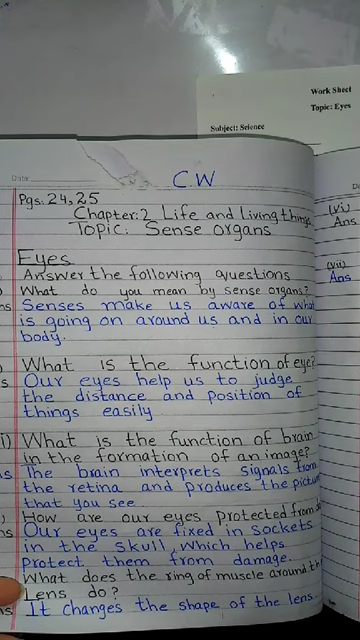 Work Sheet
Topic: Eyes
Subject: Science
Date:
C.W
Pgs: 24,25
Chapter:2 Life and living things
Topic: Sense organs
Eyes
Answer the following questions
What do you mean by sense organs?
Senses make us aware of what
is going on around us and in our
body.
What is the function of eye?
Our eyes help us to judge
the distance and position of
things easily
i) What is the function of brain
in the formation of an image?
The brain interprets signals from
the retina and produces the picture
that you see
How are our eyes protected from
Our eyes are fixed in sockets
in the skull, which helps
protect them from damage.
What does the ring of muscle around the
Lens do?
It changes the shape of the lens.
(vi)
Ans
(vii)
Ans